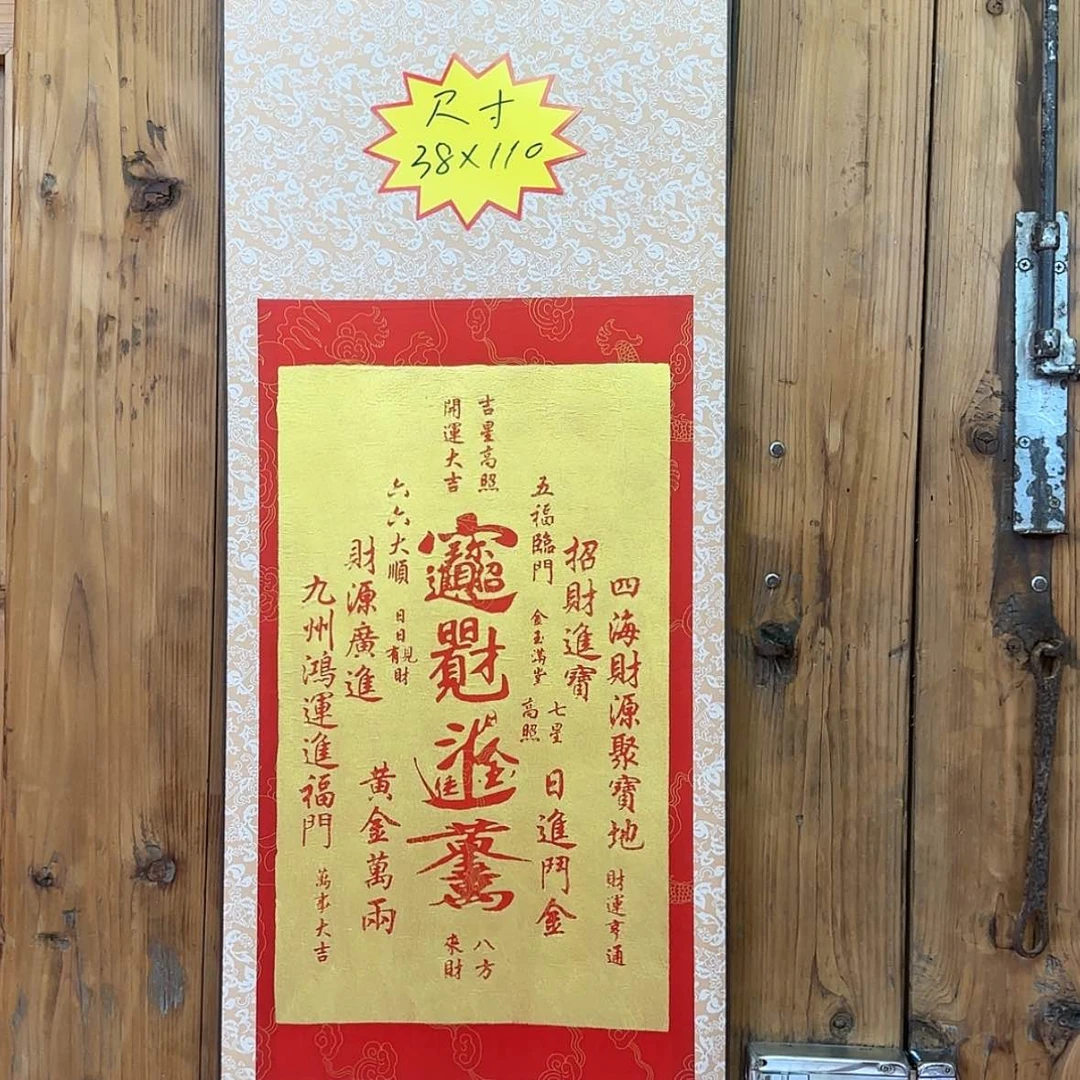 尺寸
38×110
吉星高照
開運大吉
四海財源聚寶地
財運亨通
招財進寶
日進鬥金
五福臨門
金玉滿堂
七星
高照
八方
來財
六六大順
日日有見財
財源廣進
黃金萬兩
九州鴻運進福門
萬事大吉